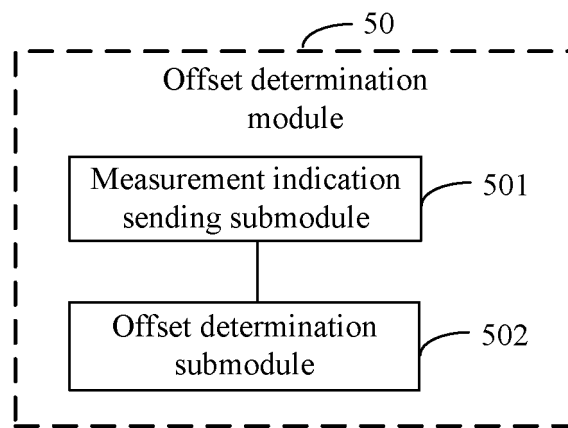 50
Offset determination
module
Measurement indication
sending submodule
501
Offset determination
submodule
502